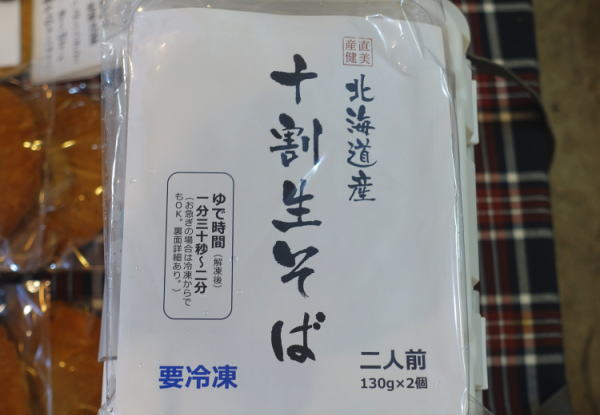 直美
産健
北海道産
十割生そば
ゆで時間（解凍後）
一分三十秒～二分
（お急ぎの場合は冷凍からで
もOK。裏面詳細あり。）
要冷凍
二人前
130g×2個